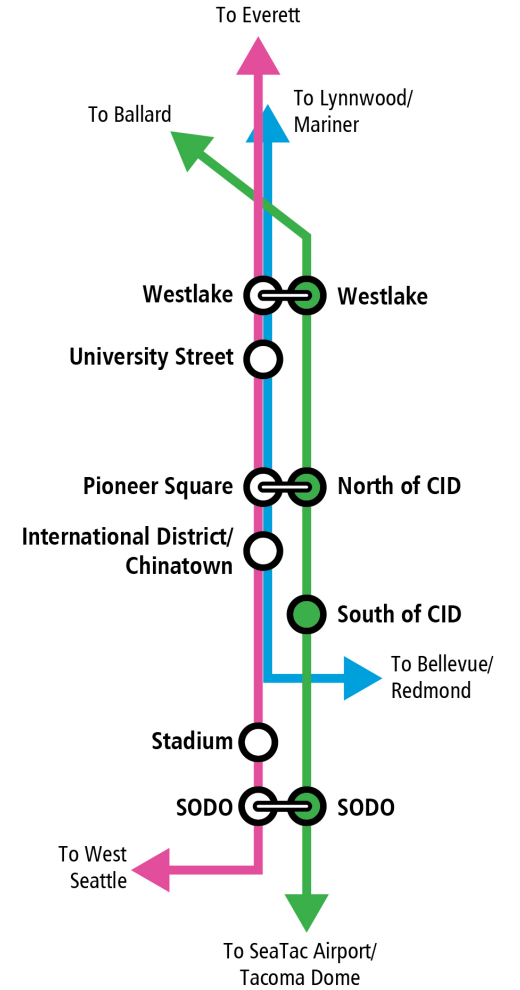 To Everett
To Lynnwood/
Mariner
To Ballard
Westlake
Westlake
University Street
Pioneer Square
North of CID
International District/
Chinatown
South of CID
To Bellevue/
Redmond
Stadium
SODO
SODO
To West
Seattle
To SeaTac Airport/
Tacoma Dome